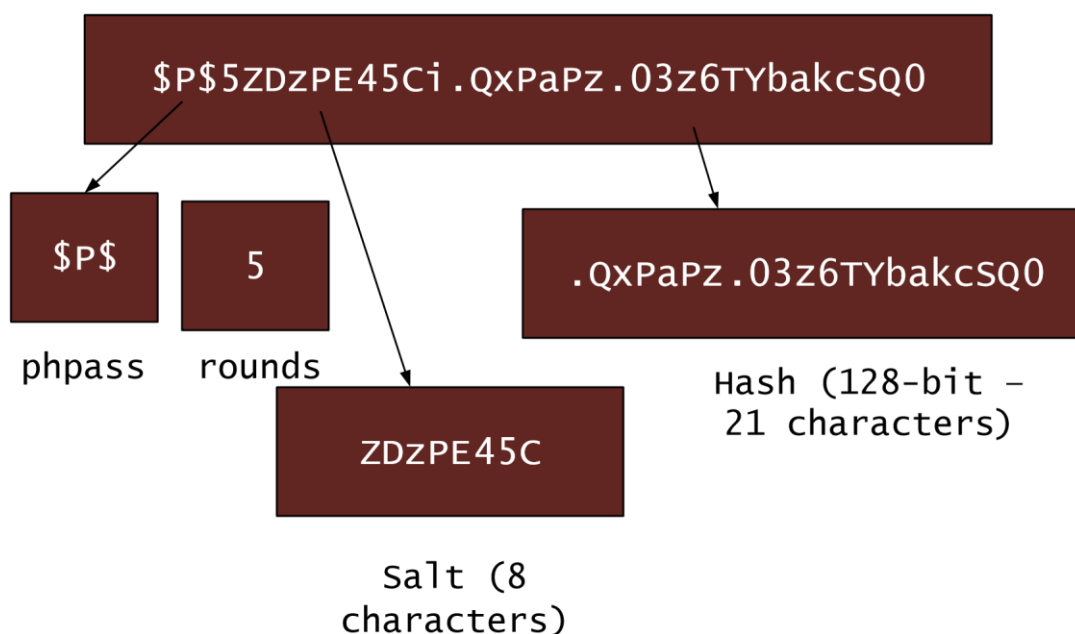 $P$5ZDzPE45Ci.QxPaPz.03z6TYbakcSQ0
$P$
5
.QxPaPz.03z6TYbakcSQ0
phpass
rounds
Hash (128-bit –
21 characters)
ZDzPE45C
Salt (8
characters)